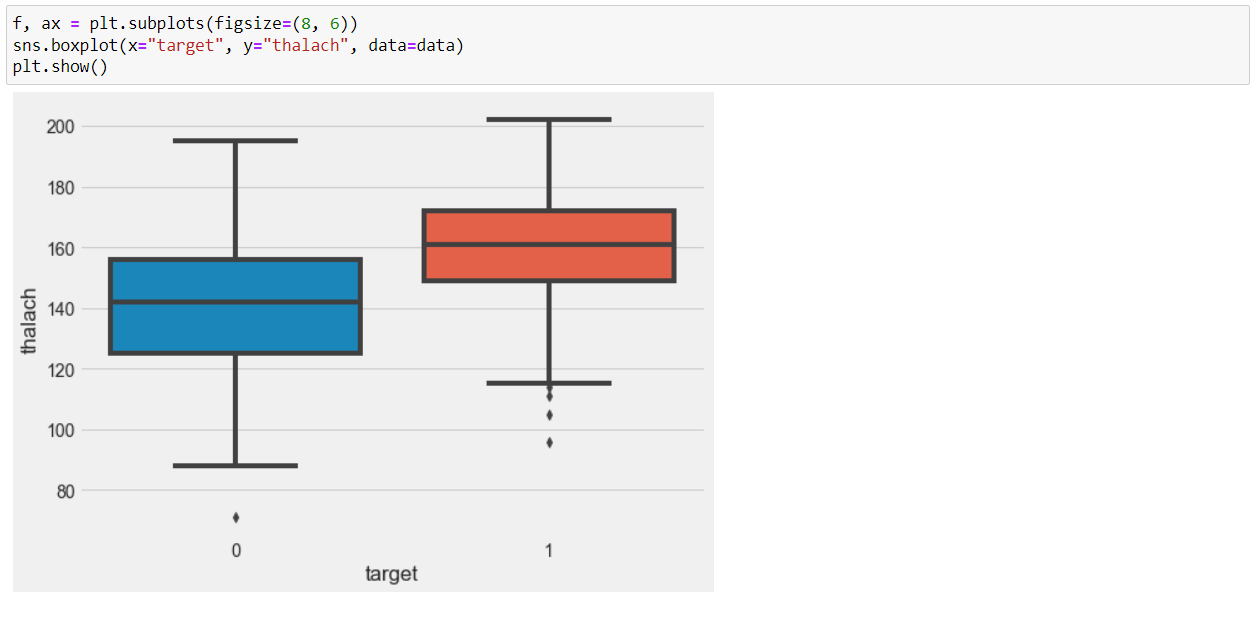 f, ax = plt.subplots(figsize=(8, 6))
sns.boxplot(x="target", y="thalach", data=data)
plt.show()
200
180
160
140
120
100
80
thalach
0 1
target